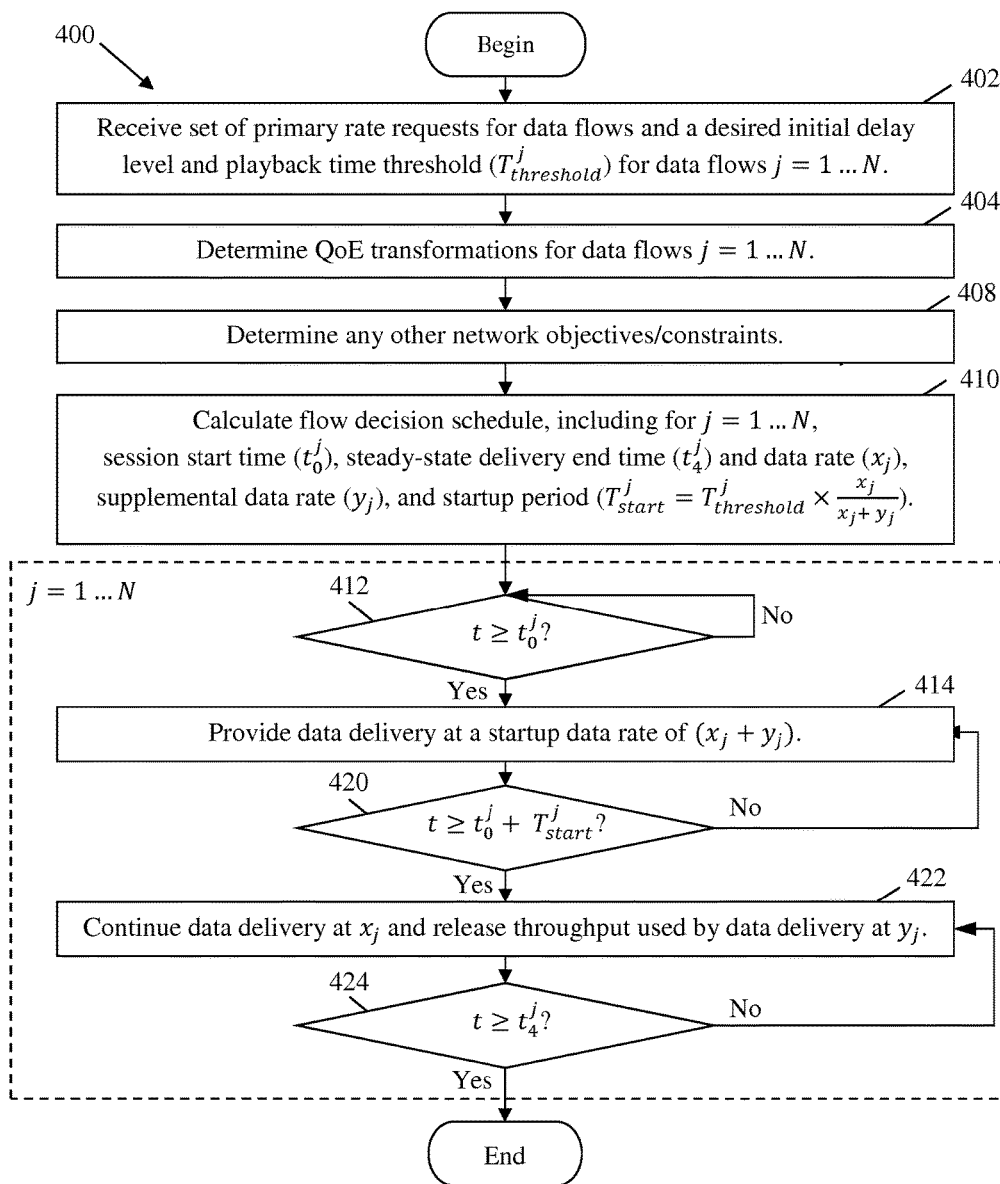 400
Begin
402
Receive set of primary rate requests for data flows and a desired initial delay
level and playback time threshold (T^j_threshold) for data flows j = 1 ... N.
404
Determine QoE transformations for data flows j = 1 ... N.
408
Determine any other network objectives/constraints.
410
Calculate flow decision schedule, including for j = 1 ... N,
session start time (t^j_0), steady-state delivery end time (t^j_4) and data rate (x_j),
supplemental data rate (y_j), and startup period (T^j_start = T^j_threshold × x_j/(x_j + y_j)).
j = 1 ... N
412
t ≥ t^j_0?
No
Yes
414
Provide data delivery at a startup data rate of (x_j + y_j).
420
t ≥ t^j_0 + T^j_start?
No
Yes
422
Continue data delivery at x_j and release throughput used by data delivery at y_j.
424
t ≥ t^j_4?
No
Yes
End